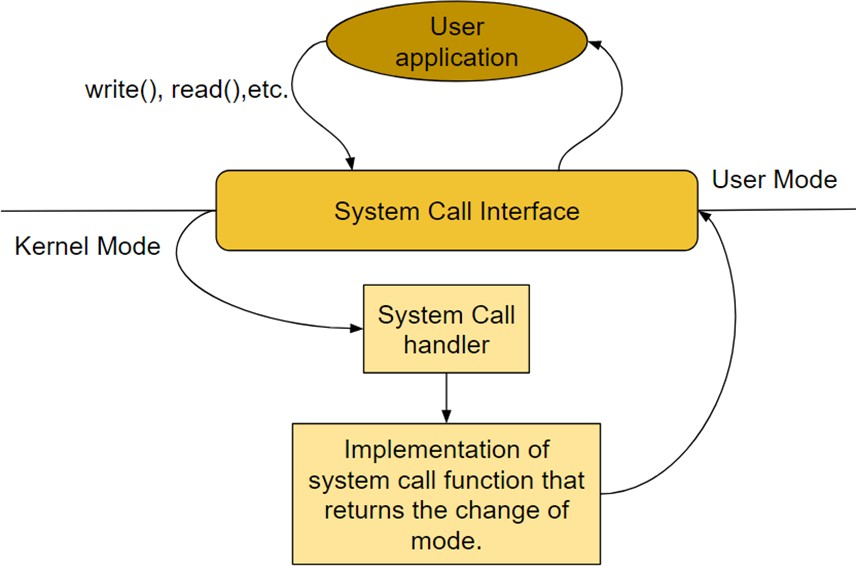 User
application
write(), read(),etc.
User Mode
System Call Interface
Kernel Mode
System Call
handler
Implementation of
system call function that
returns the change of
mode.